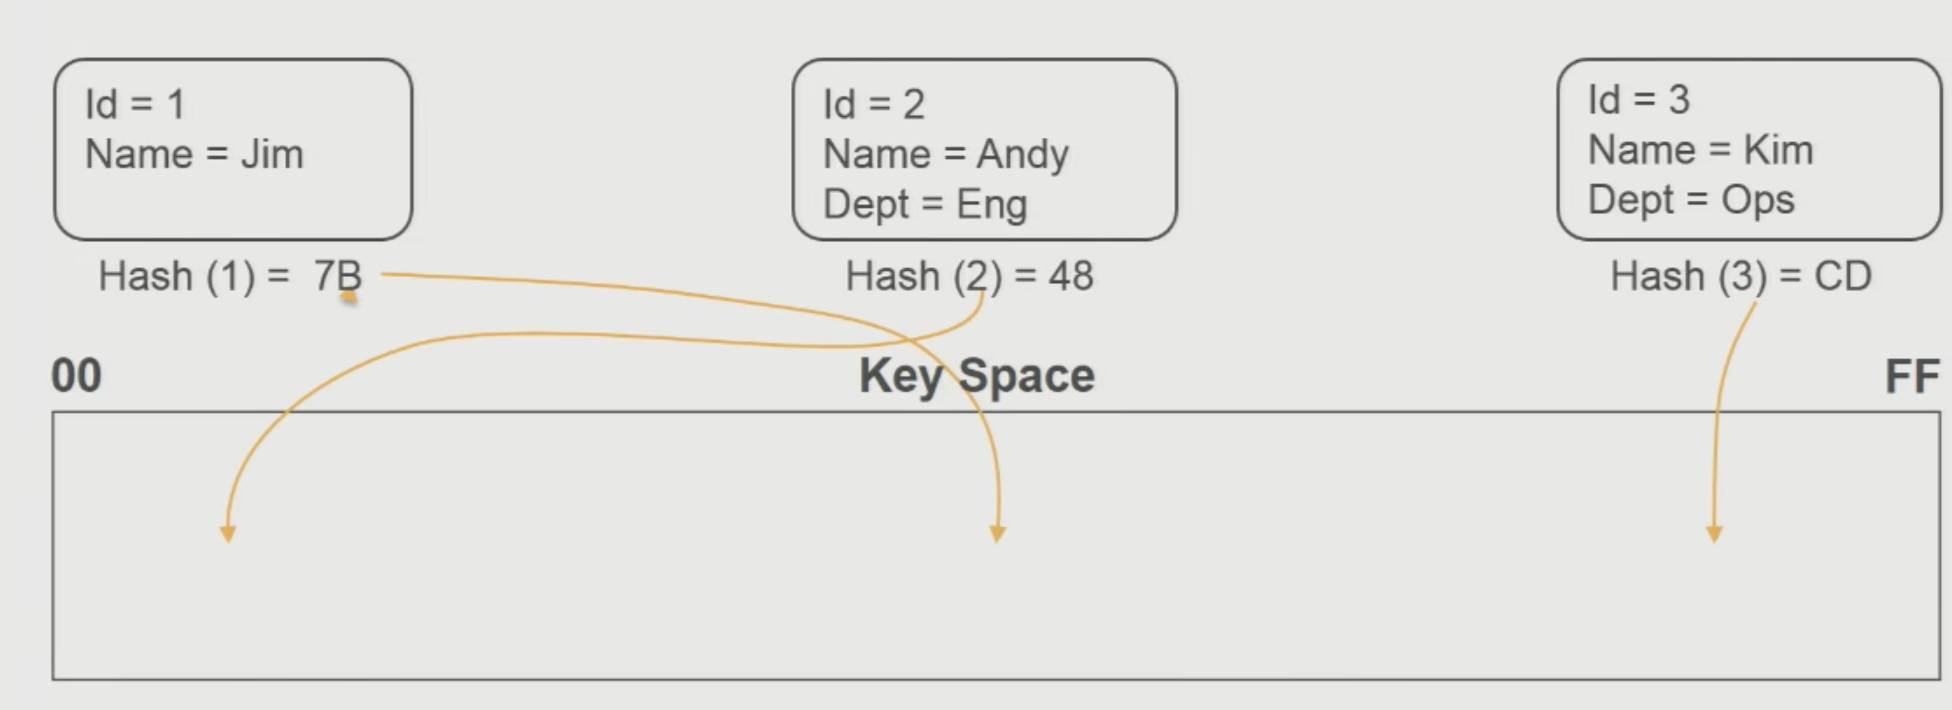 Id = 1
Name = Jim
Id = 2
Name = Andy
Dept = Eng
Id = 3
Name = Kim
Dept = Ops
Hash (1) = 7B
Hash (2) = 48
Hash (3) = CD
00
Key Space
FF